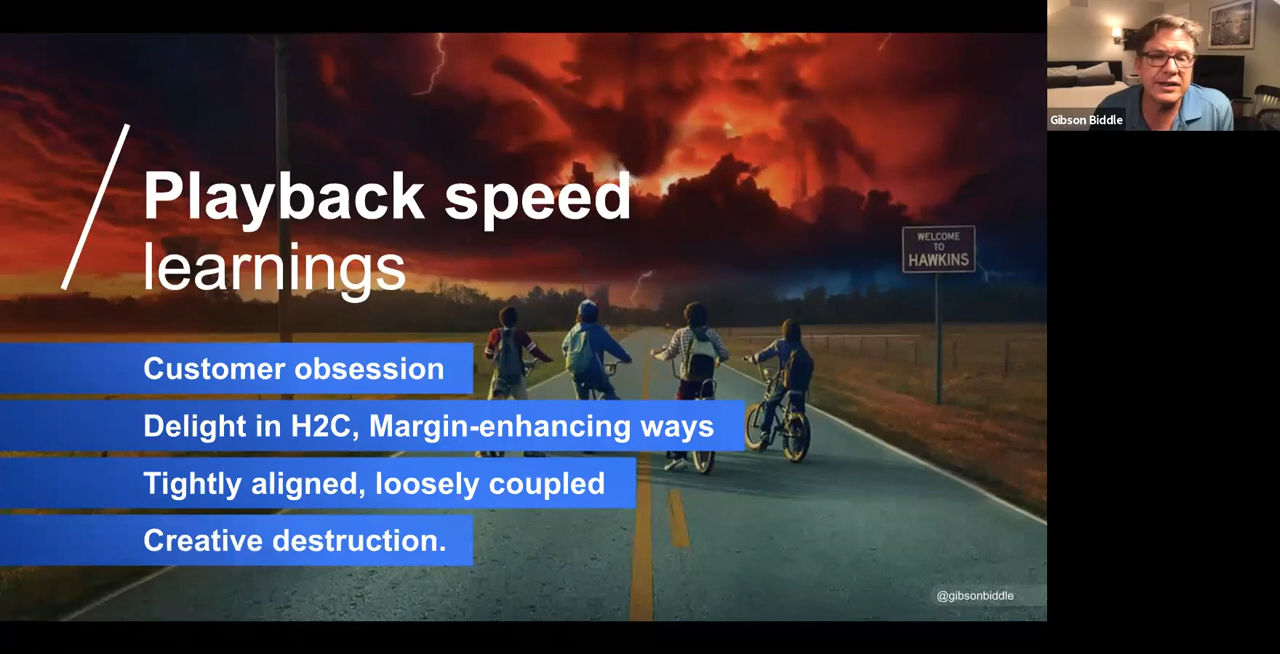 Playback speed
learnings
WELCOME
TO
HAWKINS
Customer obsession
Delight in H2C, Margin-enhancing ways
Tightly aligned, loosely coupled
Creative destruction.
@gibsonbiddle
Gibson Biddle